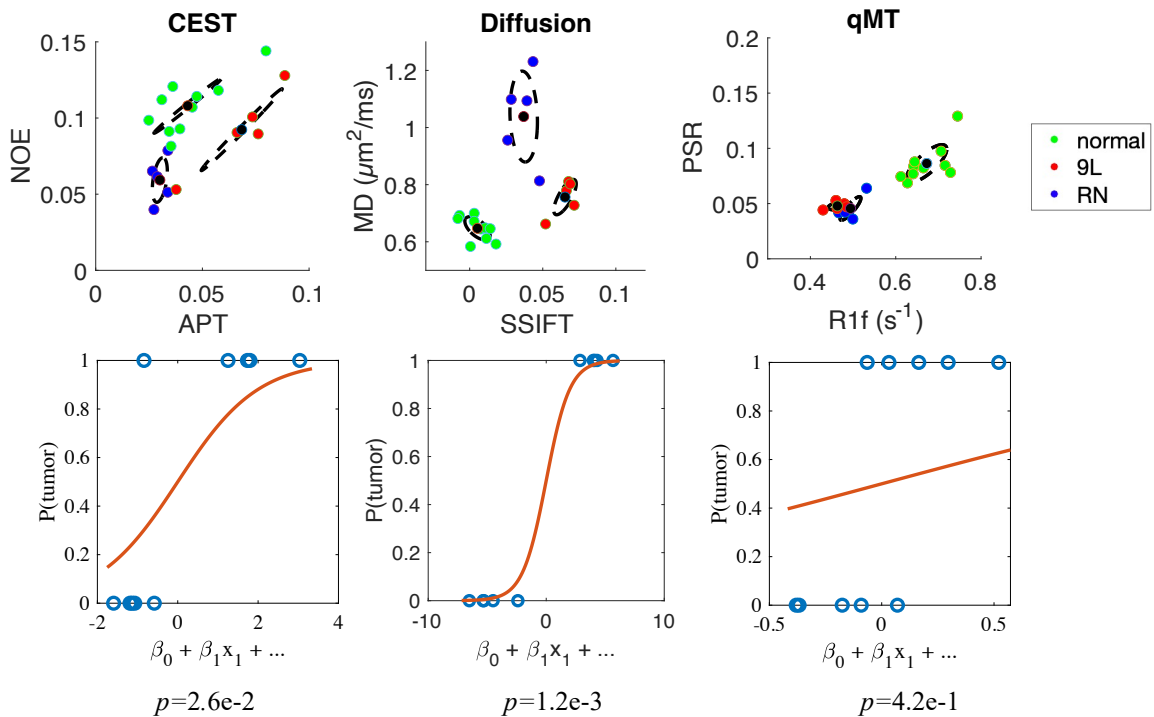 CEST
Diffusion
qMT
0.15
0.1
0.05
0
NOE
0
0.05
0.1
APT
1.2
1
0.8
0.6
MD (μm²/ms)
0
0.05
0.1
SSIFT
0.2
0.15
0.1
0.05
0
PSR
0.4
0.6
0.8
R1f (s⁻¹)
normal
9L
RN
1
0.8
0.6
0.4
0.2
0
P(tumor)
-2
0
2
4
β₀ + β₁x₁ + ...
p=2.6e-2
1
0.8
0.6
0.4
0.2
0
P(tumor)
-10
0
10
β₀ + β₁x₁ + ...
p=1.2e-3
1
0.8
0.6
0.4
0.2
0
P(tumor)
-0.5
0
0.5
β₀ + β₁x₁ + ...
p=4.2e-1